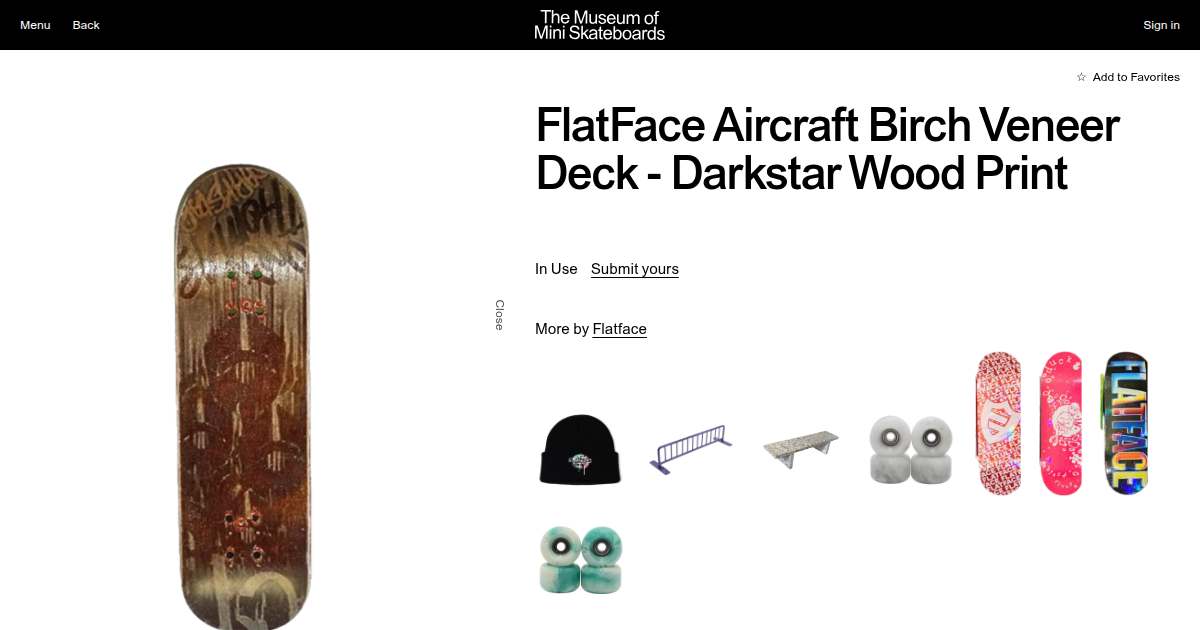 Menu
Back
The Museum of
Mini Skateboards
Sign in
☆ Add to Favorites
FlatFace Aircraft Birch Veneer
Deck - Darkstar Wood Print
In Use Submit yours
Close
More by Flatface
FLATFACE